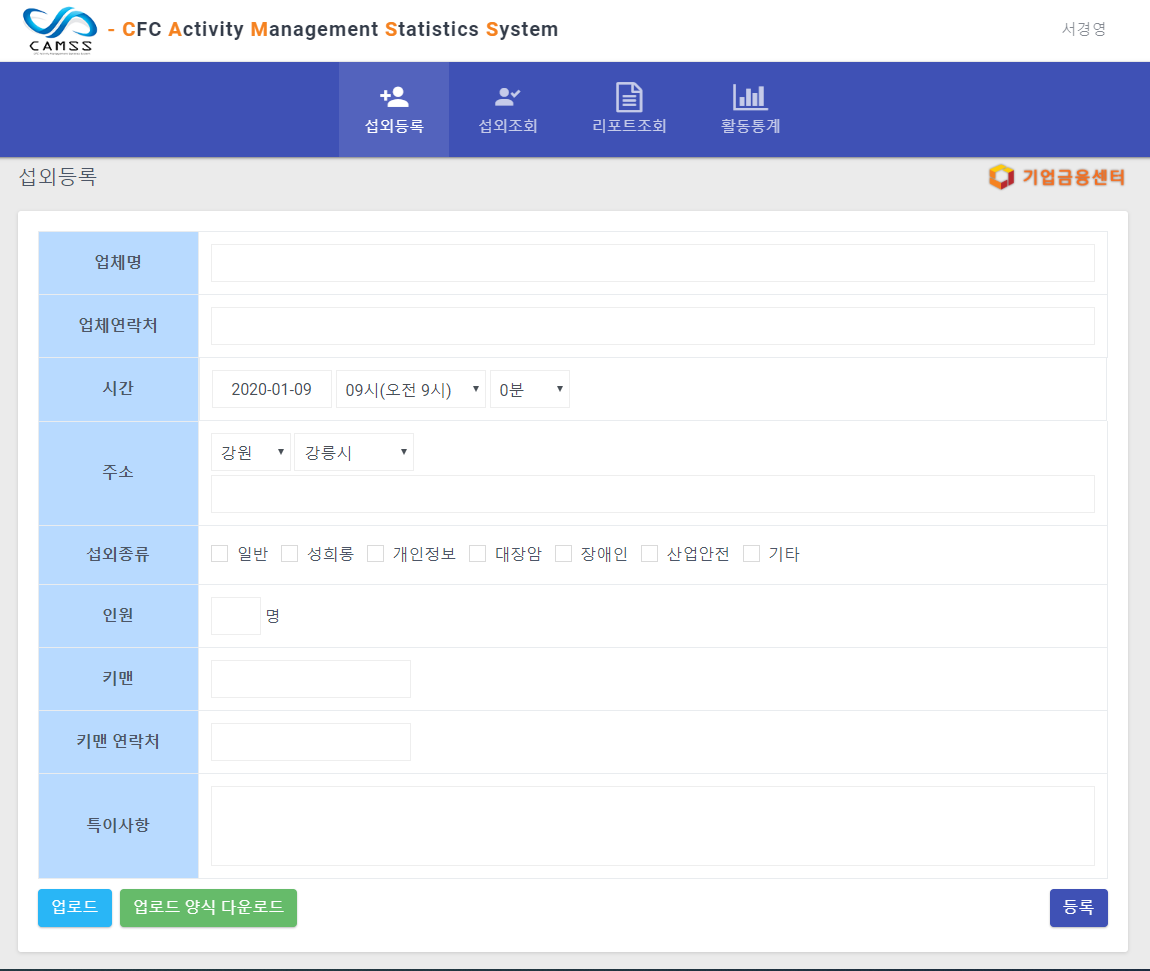 CAMSS - CFC Activity Management Statistics System 서경영
섭외등록 섭외조회 리포트조회 활동통계
섭외등록 기업금융센터
업체명
업체연락처
시간 2020-01-09 09시(오전 9시) 0분
주소 강원 강릉시
섭외종류 일반 성희롱 개인정보 대장암 장애인 산업안전 기타
인원 명
키맨
키맨 연락처
특이사항
업로드 업로드 양식 다운로드 등록